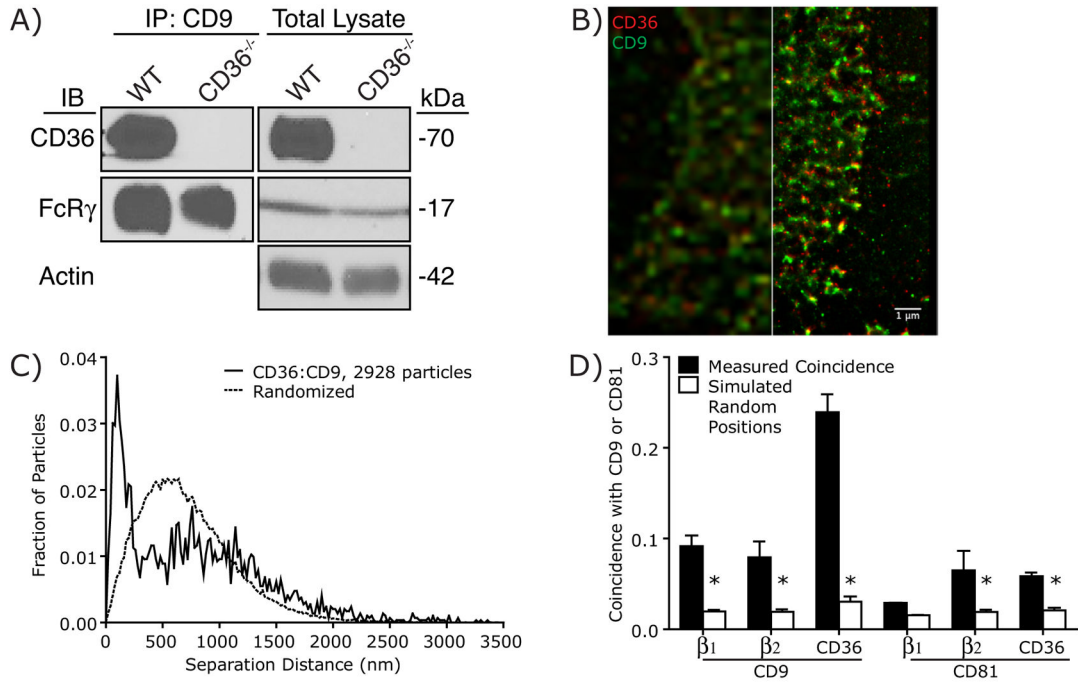 A)
IP: CD9
Total Lysate
WT
CD36-/-
WT
CD36-/-
IB
kDa
CD36
-70
FcRγ
-17
Actin
-42
B)
CD36
CD9
1 µm
C)
0.04
0.03
0.02
0.01
0.00
Fraction of Particles
CD36:CD9, 2928 particles
Randomized
0
500
1000
1500
2000
2500
3000
3500
Separation Distance (nm)
D)
0.3
0.2
0.1
0.0
Coincidence with CD9 or CD81
Measured Coincidence
Simulated
Random
Positions
*
*
*
*
*
β1
β2
CD36
β1
β2
CD36
CD9
CD81